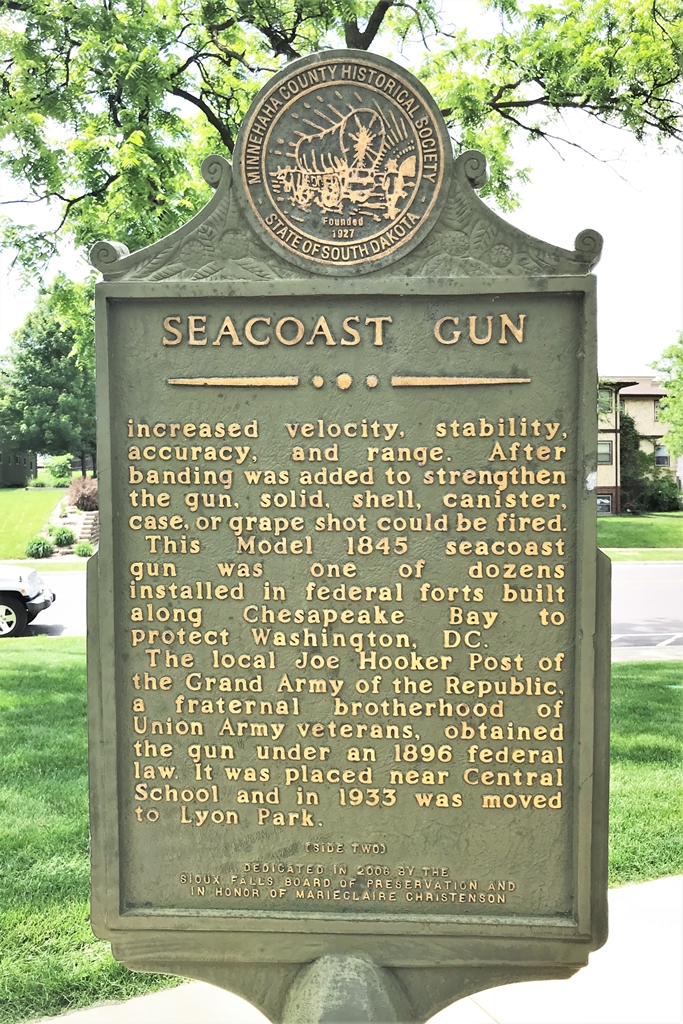 MINNEHAHA COUNTY HISTORICAL SOCIETY
Founded
1927
STATE OF SOUTH DAKOTA
SEACOAST GUN
increased velocity, stability,
accuracy, and range. After
banding was added to strengthen
the gun, solid, shell, canister,
case, or grape shot could be fired.
This Model 1845 seacoast
gun was one of dozens
installed in federal forts built
along Chesapeake Bay to
protect Washington, DC.
The local Joe Hooker Post of
the Grand Army of the Republic,
a fraternal brotherhood of
Union Army veterans, obtained
the gun under an 1896 federal
law. It was placed near Central
School and in 1933 was moved
to Lyon Park.
(SIDE TWO)
DEDICATED IN 2006 BY THE
SIOUX FALLS BOARD OF PRESERVATION AND
IN HONOR OF MARIECLAIRE CHRISTENSON